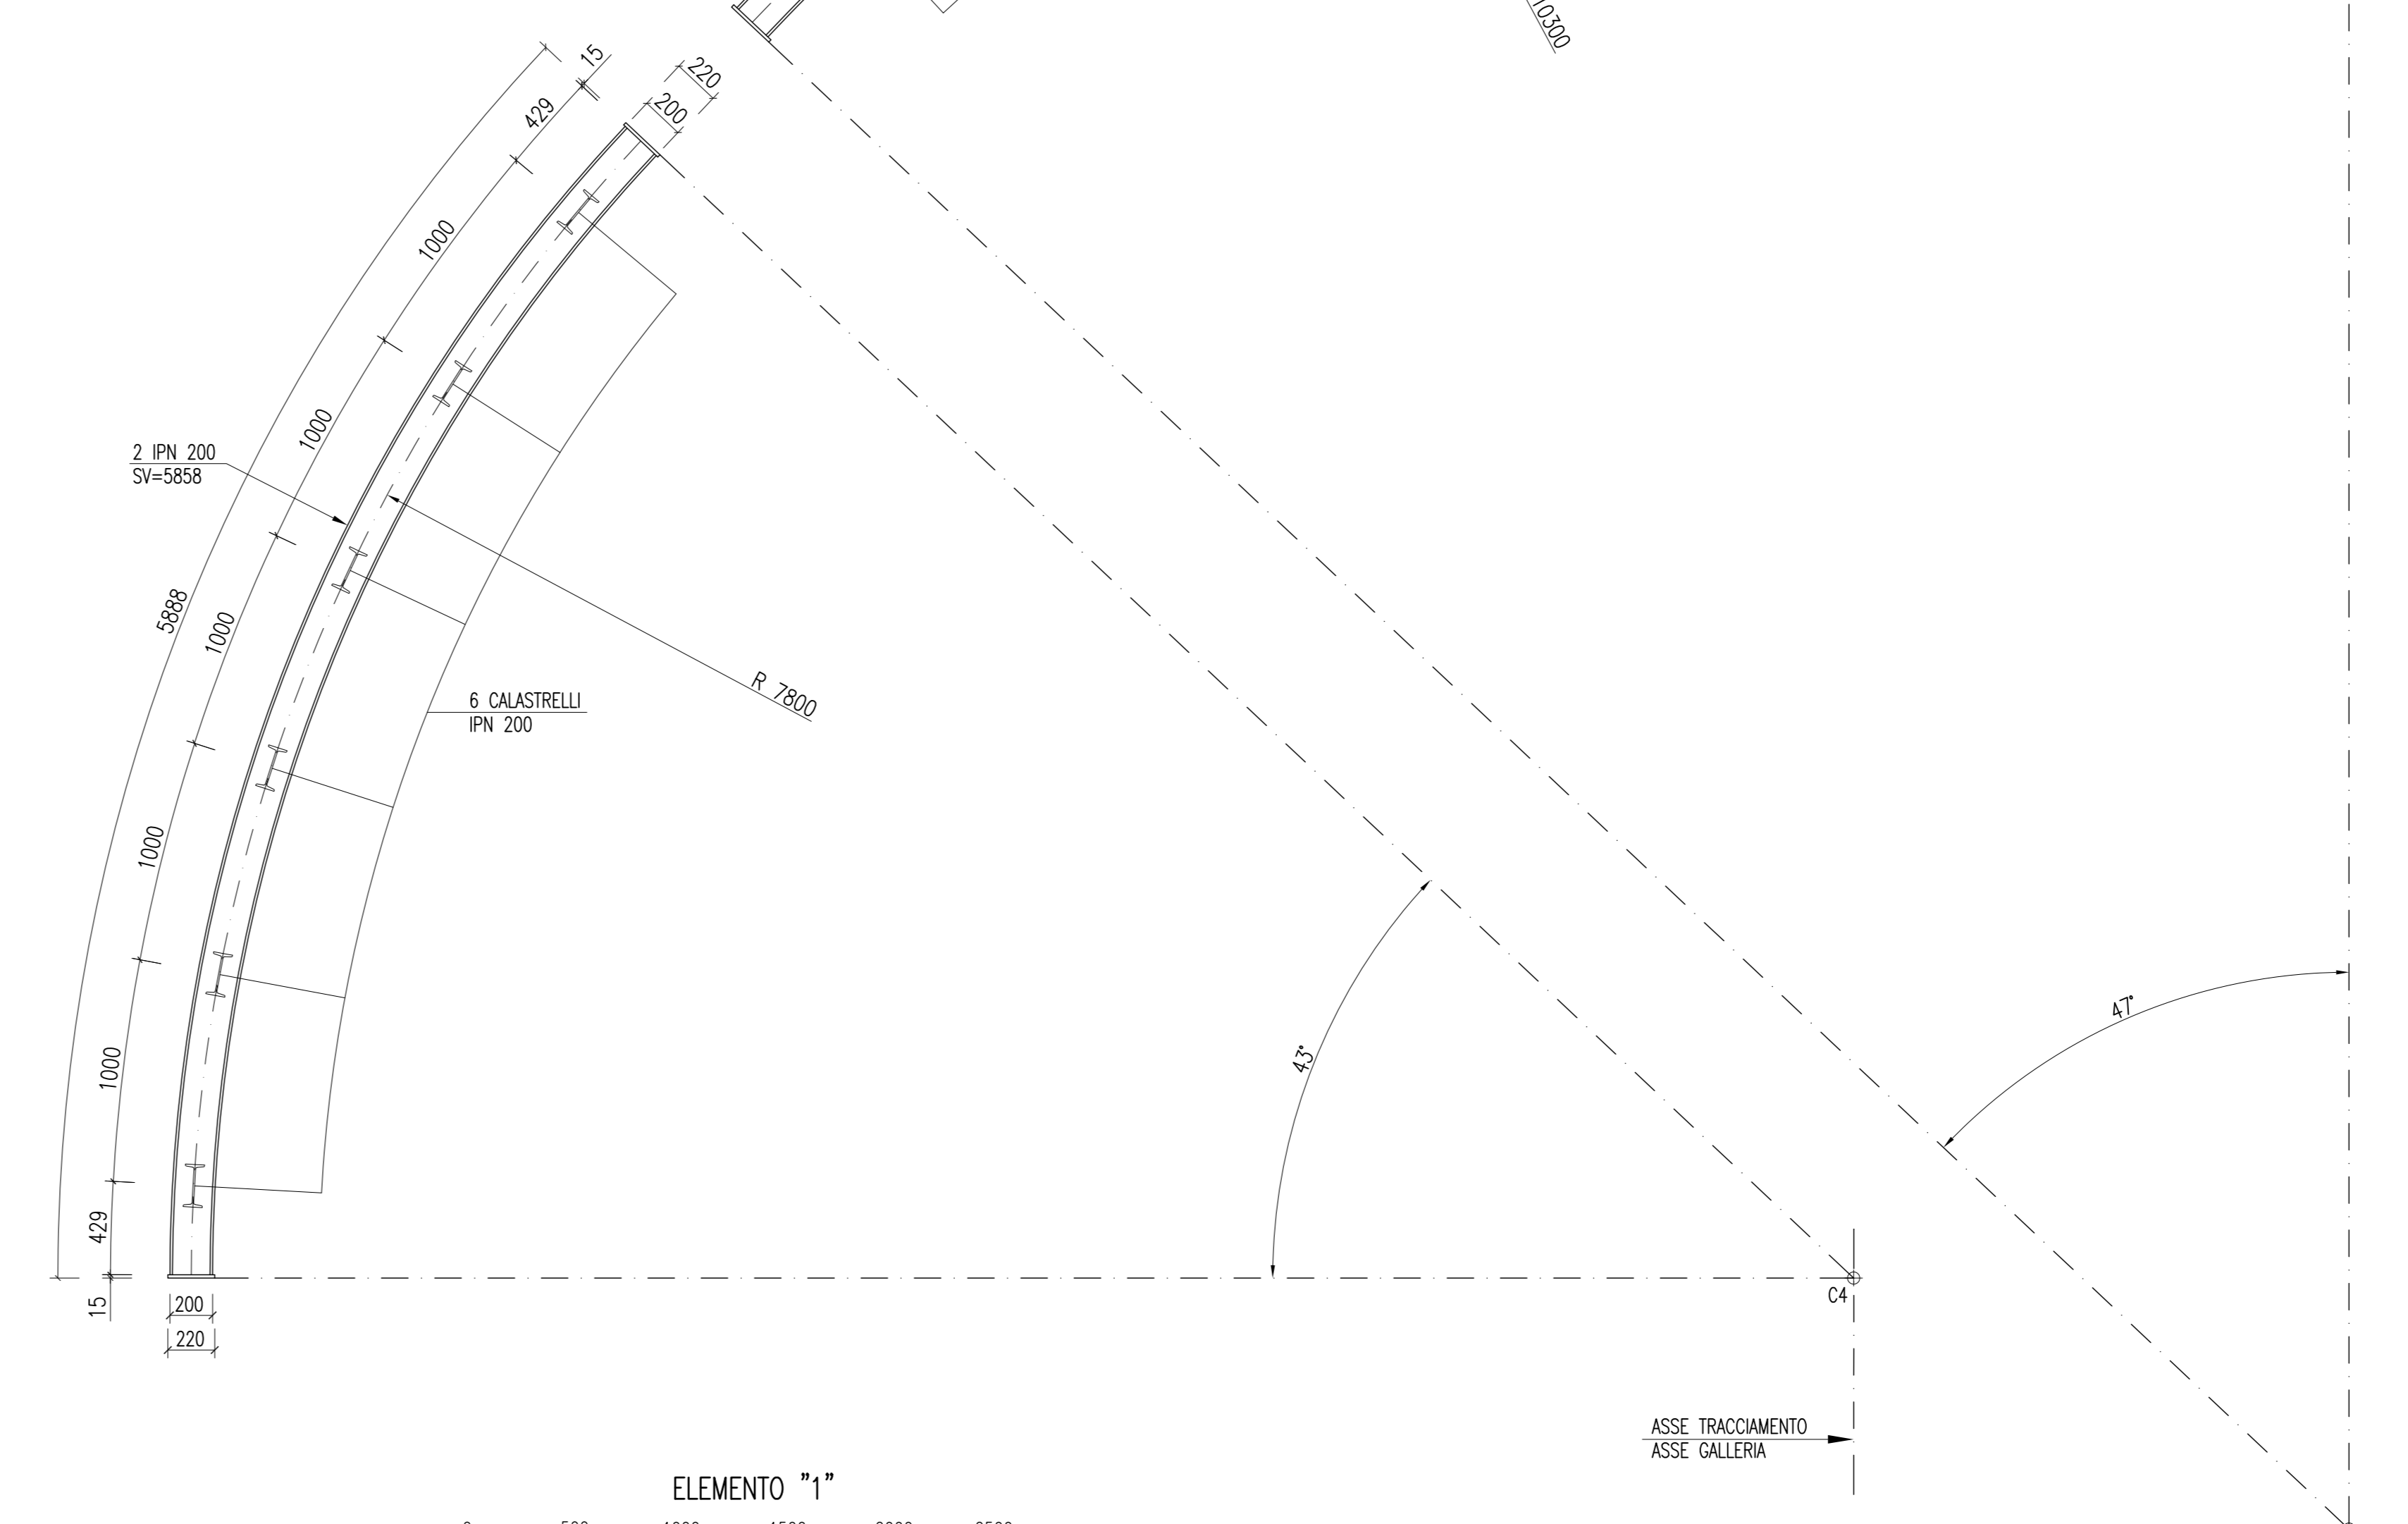 10300
15
220
200
429
1000
1000
2 IPN 200
SV=5858
5888
1000
R 7800
6 CALASTRELLI
IPN 200
1000
1000
47°
43°
429
15
200
220
C4
ASSE TRACCIAMENTO
ASSE GALLERIA
ELEMENTO "1"